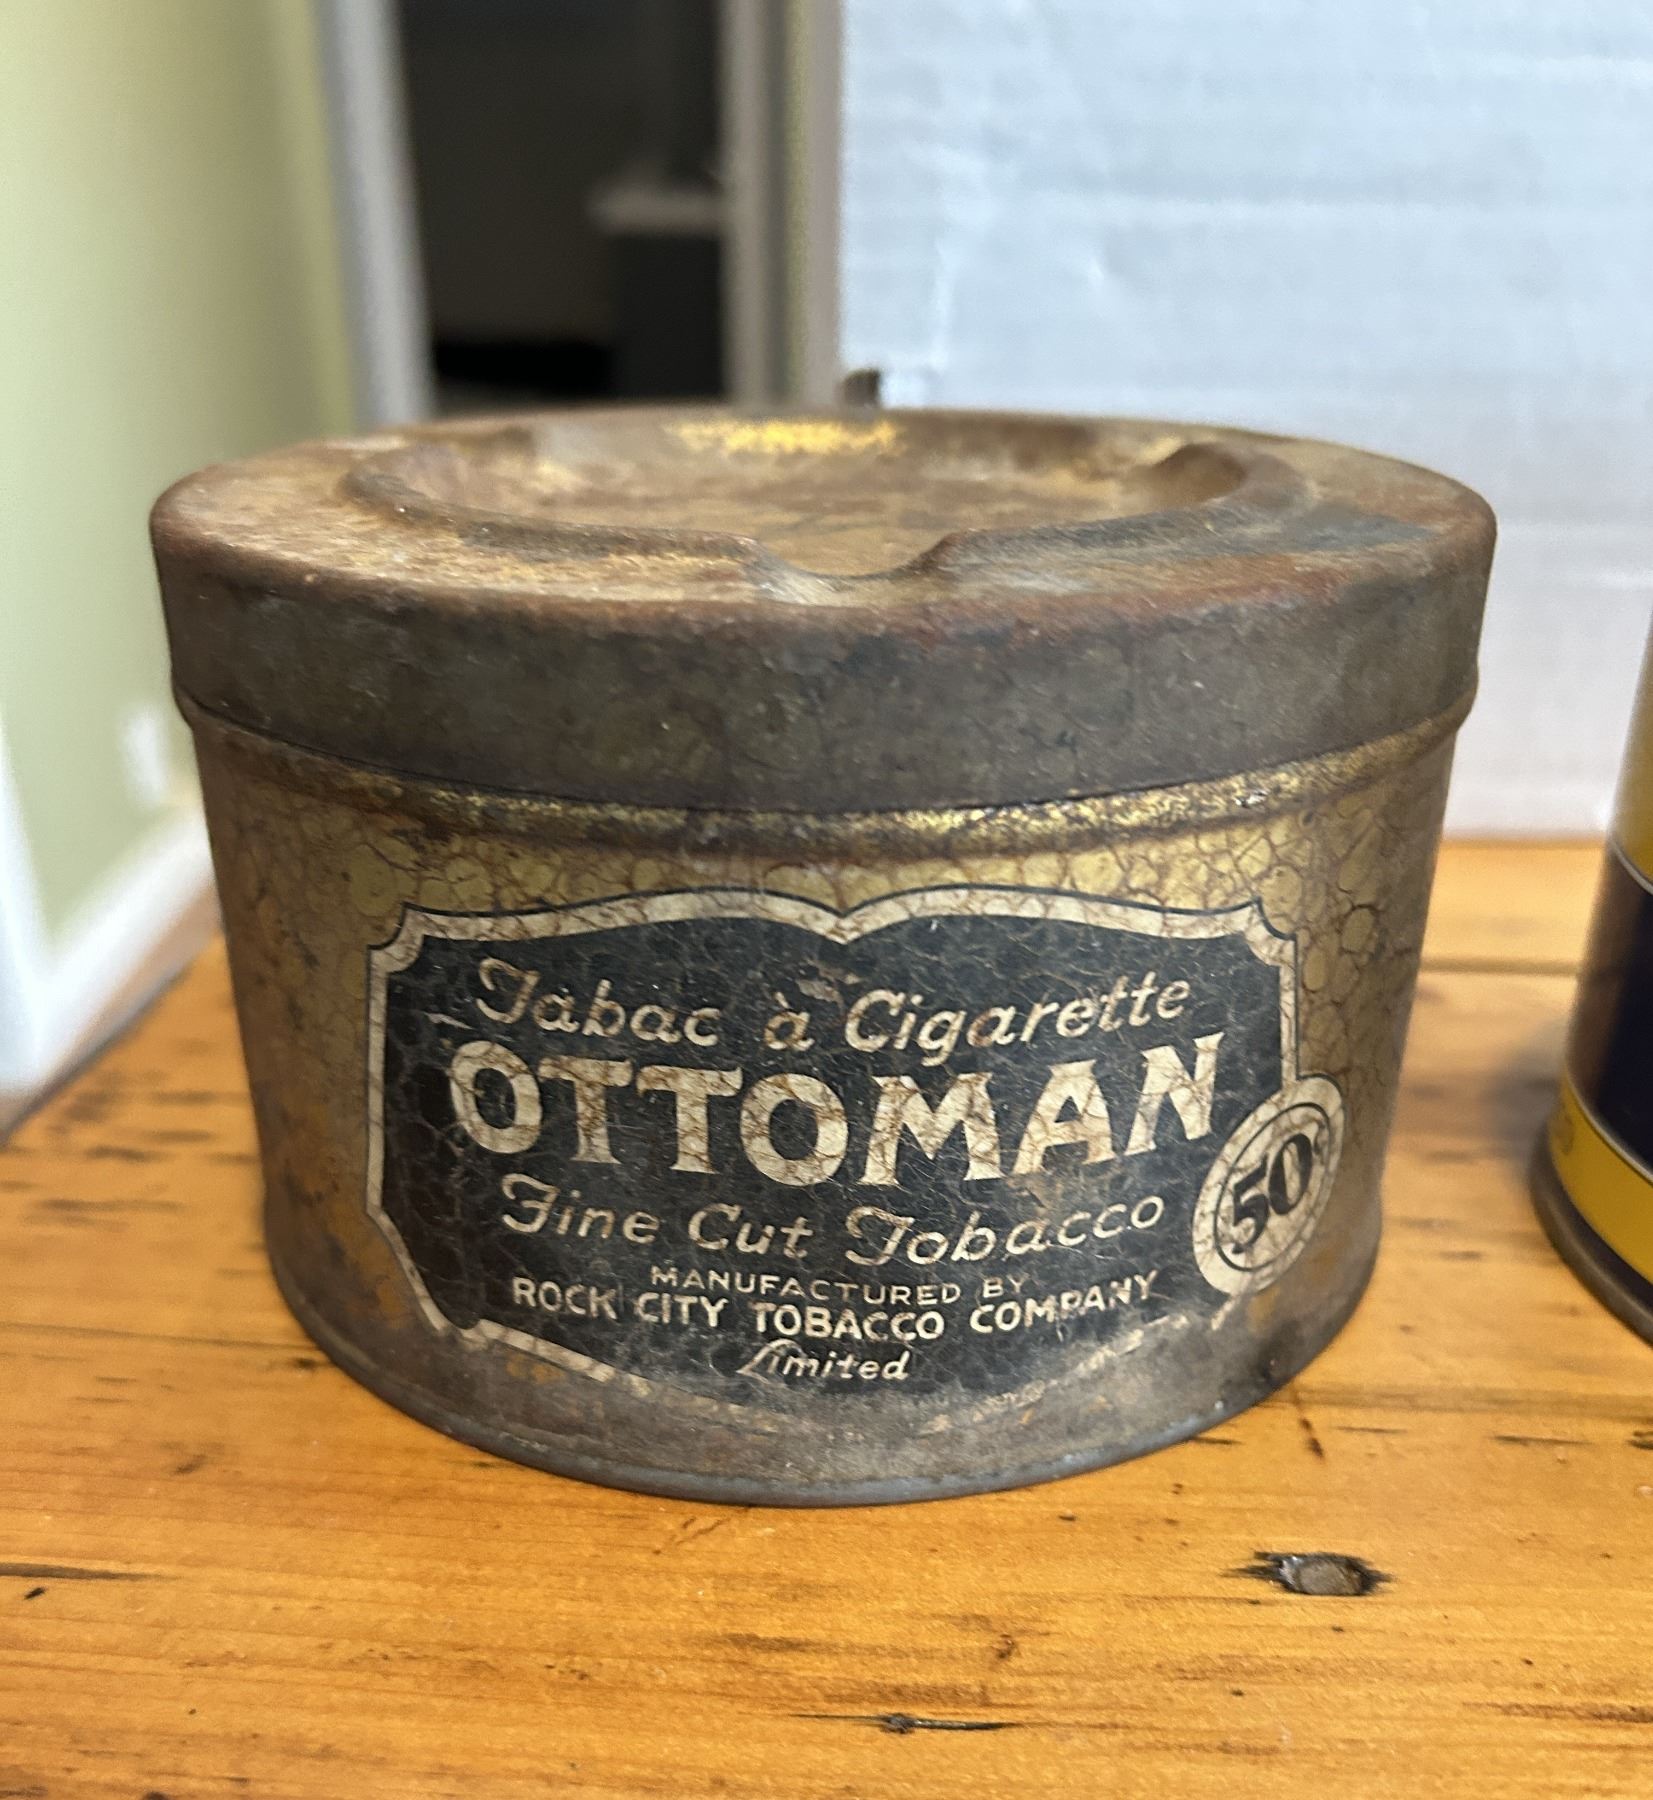 Tabac à Cigarette
OTTOMAN
Fine Cut Tobacco
50¢
MANUFACTURED BY
ROCK CITY TOBACCO COMPANY
Limited